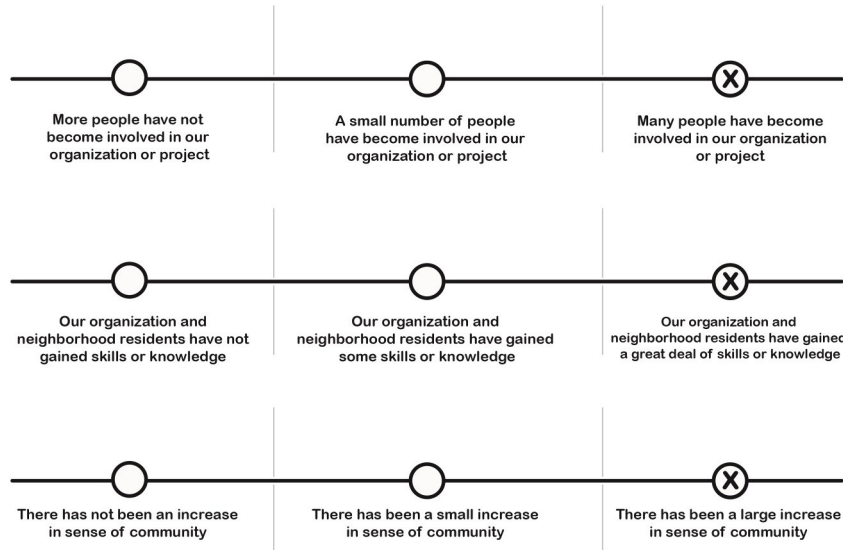 X
More people have not
become involved in our
organization or project
A small number of people
have become involved in our
organization or project
Many people have become
involved in our organization
or project
X
Our organization and
neighborhood residents have not
gained skills or knowledge
Our organization and
neighborhood residents have gained
some skills or knowledge
Our organization and
neighborhood residents have gained
a great deal of skills or knowledge
X
There has not been an increase
in sense of community
There has been a small increase
in sense of community
There has been a large increase
in sense of community